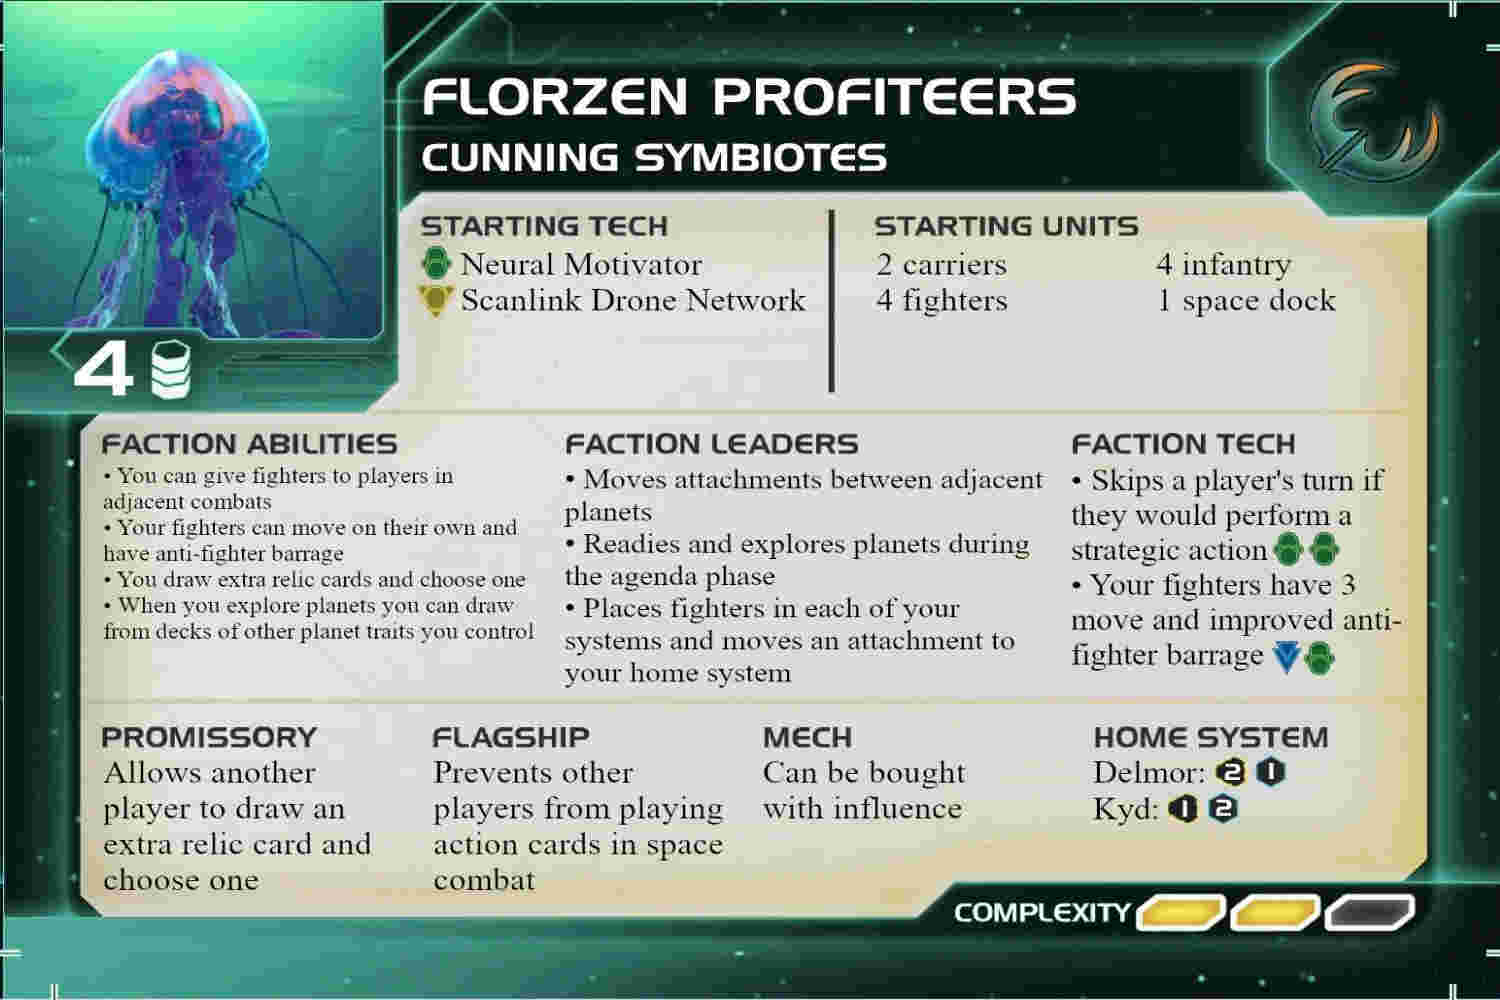 FLORZEN PROFITEERS
CUNNING SYMBIOTES
4
STARTING TECH
Neural Motivator
Scanlink Drone Network
STARTING UNITS
2 carriers
4 infantry
4 fighters
1 space dock
FACTION ABILITIES
• You can give fighters to players in
adjacent combats
• Your fighters can move on their own and
have anti-fighter barrage
• You draw extra relic cards and choose one
• When you explore planets you can draw
from decks of other planet traits you control
FACTION LEADERS
• Moves attachments between adjacent
planets
• Readies and explores planets during
the agenda phase
• Places fighters in each of your
systems and moves an attachment to
your home system
FACTION TECH
• Skips a player's turn if
they would perform a
strategic action
• Your fighters have 3
move and improved anti-
fighter barrage
PROMISSORY
Allows another
player to draw an
extra relic card and
choose one
FLAGSHIP
Prevents other
players from playing
action cards in space
combat
MECH
Can be bought
with influence
HOME SYSTEM
Delmor: 2 1
Kyd: 1 2
COMPLEXITY